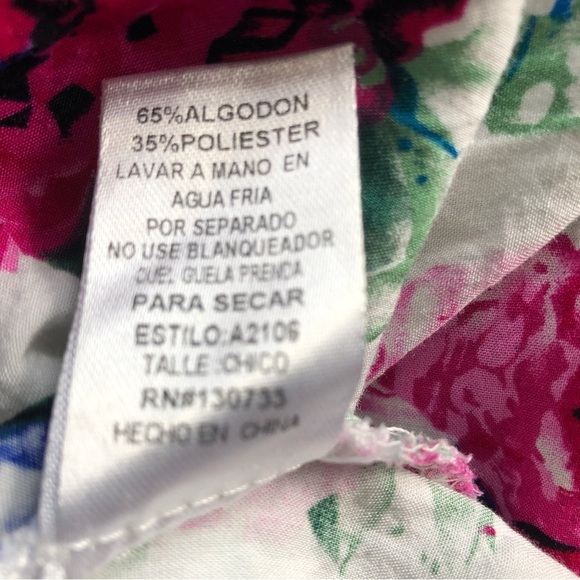 65%ALGODON
35%POLIESTER
LAVAR A MANO EN
AGUA FRIA
POR SEPARADO
NO USE BLANQUEADOR
CUELGUELA PRENDA
PARA SECAR
ESTILO:A2106
TALLE:CHICO
RN#130733
HECHO EN CHINA